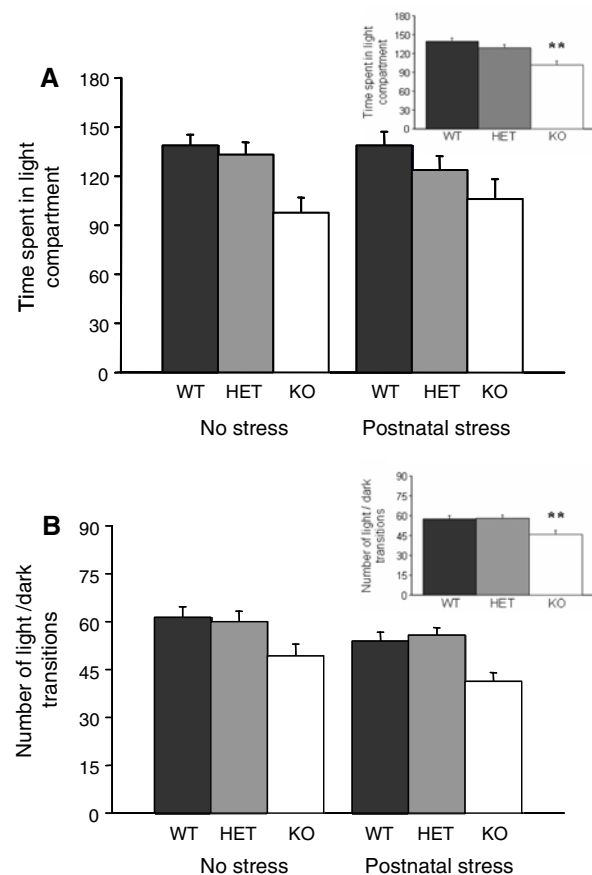 180
150
120
90
60
30
0
Time spent in light
compartment
WT HET KO
**
A
180
150
120
90
60
30
0
Time spent in light
compartment
WT HET KO WT HET KO
No stress Postnatal stress
90
75
60
45
30
15
0
Number of light / dark
transitions
WT HET KO
**
B
90
75
60
45
30
15
0
Number of light /dark
transitions
WT HET KO WT HET KO
No stress Postnatal stress